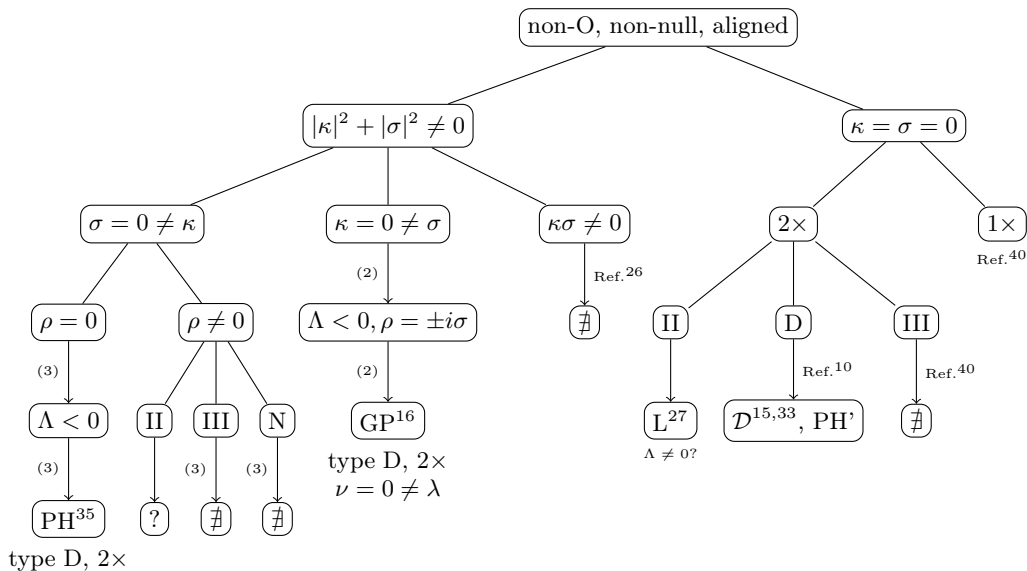 non-O, non-null, aligned
|κ|² + |σ|² ≠ 0
κ = σ = 0
σ = 0 ≠ κ
κ = 0 ≠ σ
κσ ≠ 0
2×
1×
Ref.⁴⁰
(2)
Ref.²⁶
ρ = 0
ρ ≠ 0
Λ < 0, ρ = ±iσ
∄
II
D
III
(3)
(2)
Ref.¹⁰
Ref.⁴⁰
Λ < 0
II
III
N
GP¹⁶
L²⁷
𝒟¹⁵,³³, PH'
∄
type D, 2×
ν = 0 ≠ λ
Λ ≠ 0?
(3)
(3)
(3)
PH³⁵
?
∄
∄
type D, 2×